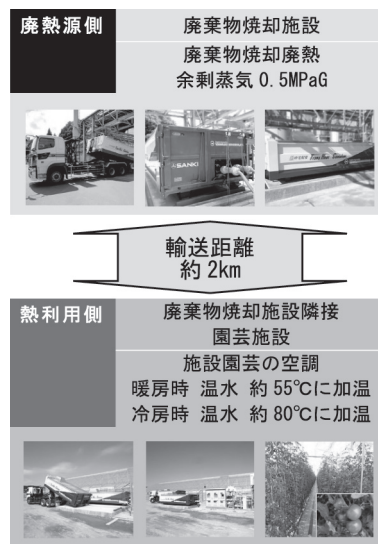 廃熱源側
廃棄物焼却施設
廃棄物焼却廃熱
余剰蒸気 0.5MPaG
SANKI
輸送距離
約 2km
熱利用側
廃棄物焼却施設隣接
園芸施設
施設園芸の空調
暖房時 温水 約 55℃に加温
冷房時 温水 約 80℃に加温